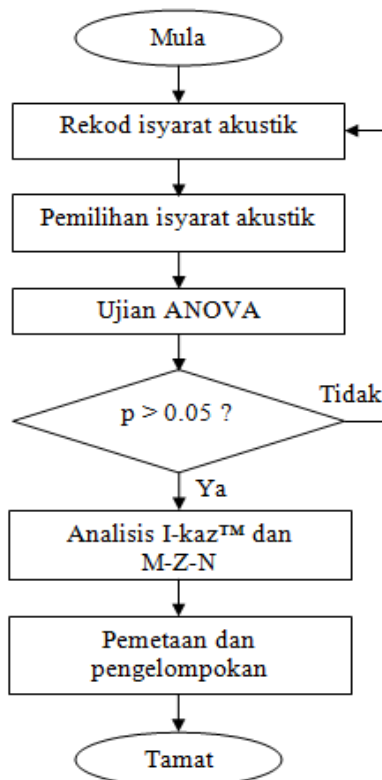 Mula
Rekod isyarat akustik
Pemilihan isyarat akustik
Ujian ANOVA
p > 0.05 ?
Tidak
Ya
Analisis I-kaz™ dan
M-Z-N
Pemetaan dan
pengelompokan
Tamat